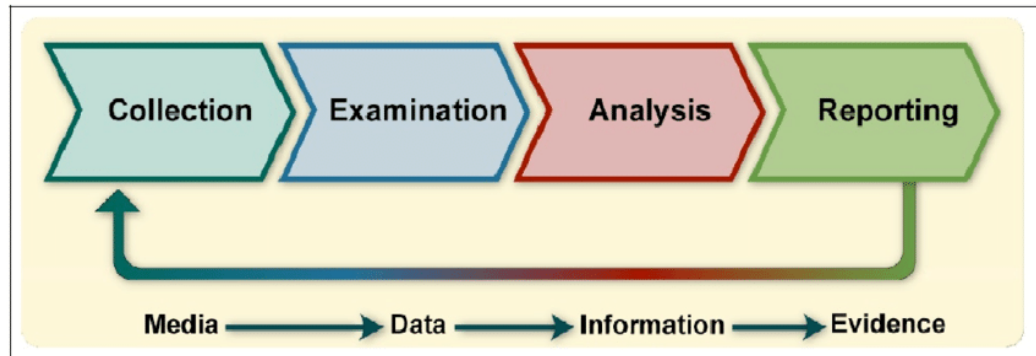 Collection Examination Analysis Reporting
Media Data Information Evidence